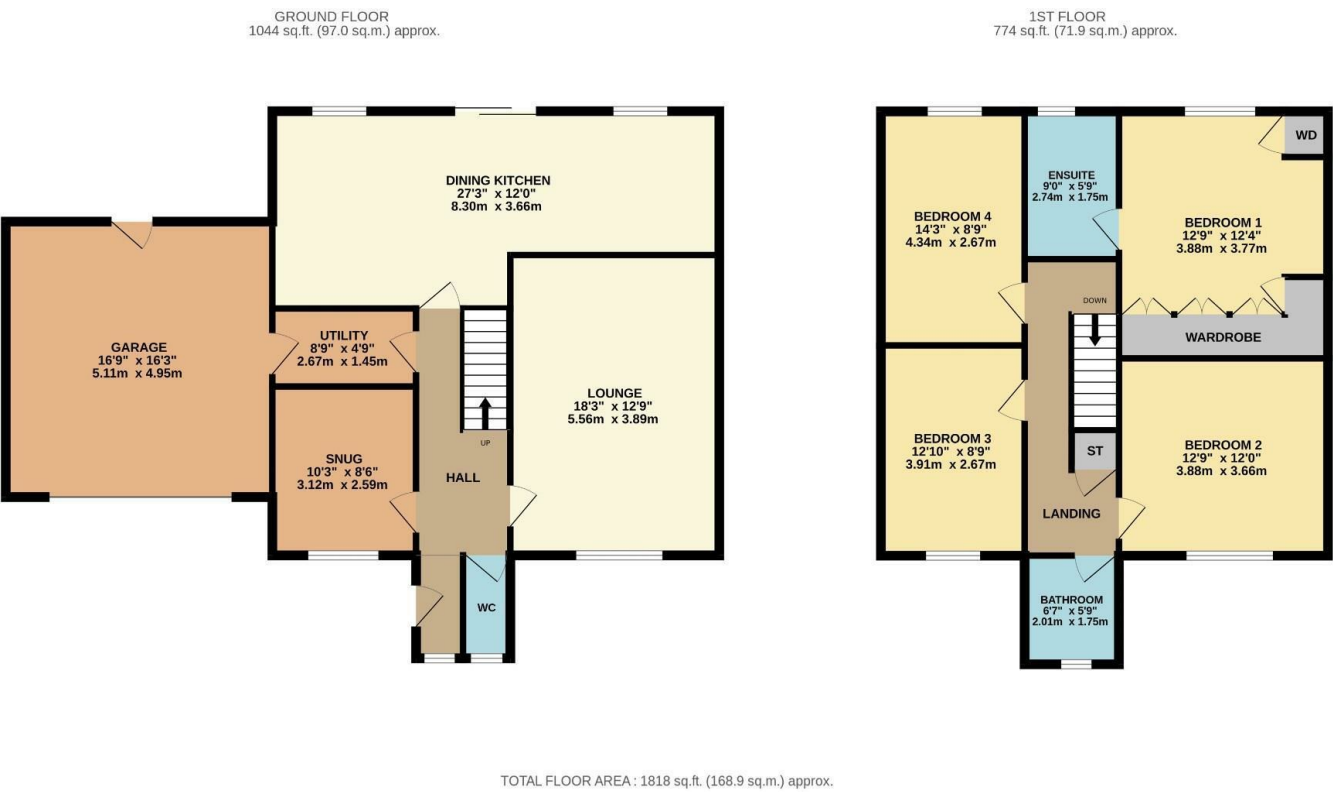 GROUND FLOOR
1044 sq.ft. (97.0 sq.m.) approx.
DINING KITCHEN
27'3" x 12'0"
8.30m x 3.66m
GARAGE
16'9" x 16'3"
5.11m x 4.95m
UTILITY
8'9" x 4'9"
2.67m x 1.45m
LOUNGE
18'3" x 12'9"
5.56m x 3.89m
UP
SNUG
10'3" x 8'6"
3.12m x 2.59m
HALL
WC
1ST FLOOR
774 sq.ft. (71.9 sq.m.) approx.
WD
ENSUITE
9'0" x 5'9"
2.74m x 1.75m
BEDROOM 4
14'3" x 8'9"
4.34m x 2.67m
BEDROOM 1
12'9" x 12'4"
3.88m x 3.77m
DOWN
WARDROBE
BEDROOM 3
12'10" x 8'9"
3.91m x 2.67m
ST
BEDROOM 2
12'9" x 12'0"
3.88m x 3.66m
LANDING
BATHROOM
6'7" x 5'9"
2.01m x 1.75m
TOTAL FLOOR AREA : 1818 sq.ft. (168.9 sq.m.) approx.